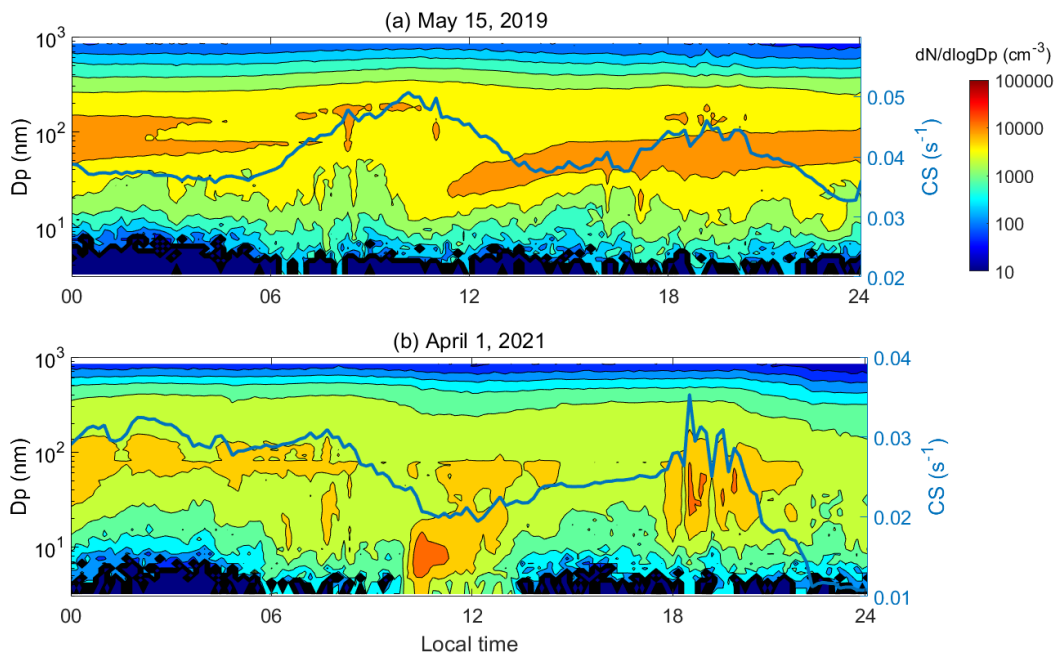 (a) May 15, 2019
dN/dlogDp (cm⁻³)
10³
10²
10¹
Dp (nm)
0.05
0.04
0.03
0.02
CS (s⁻¹)
100000
10000
1000
100
10
00 06 12 18 24
(b) April 1, 2021
10³
10²
10¹
Dp (nm)
0.04
0.03
0.02
0.01
CS (s⁻¹)
00 06 12 18 24
Local time